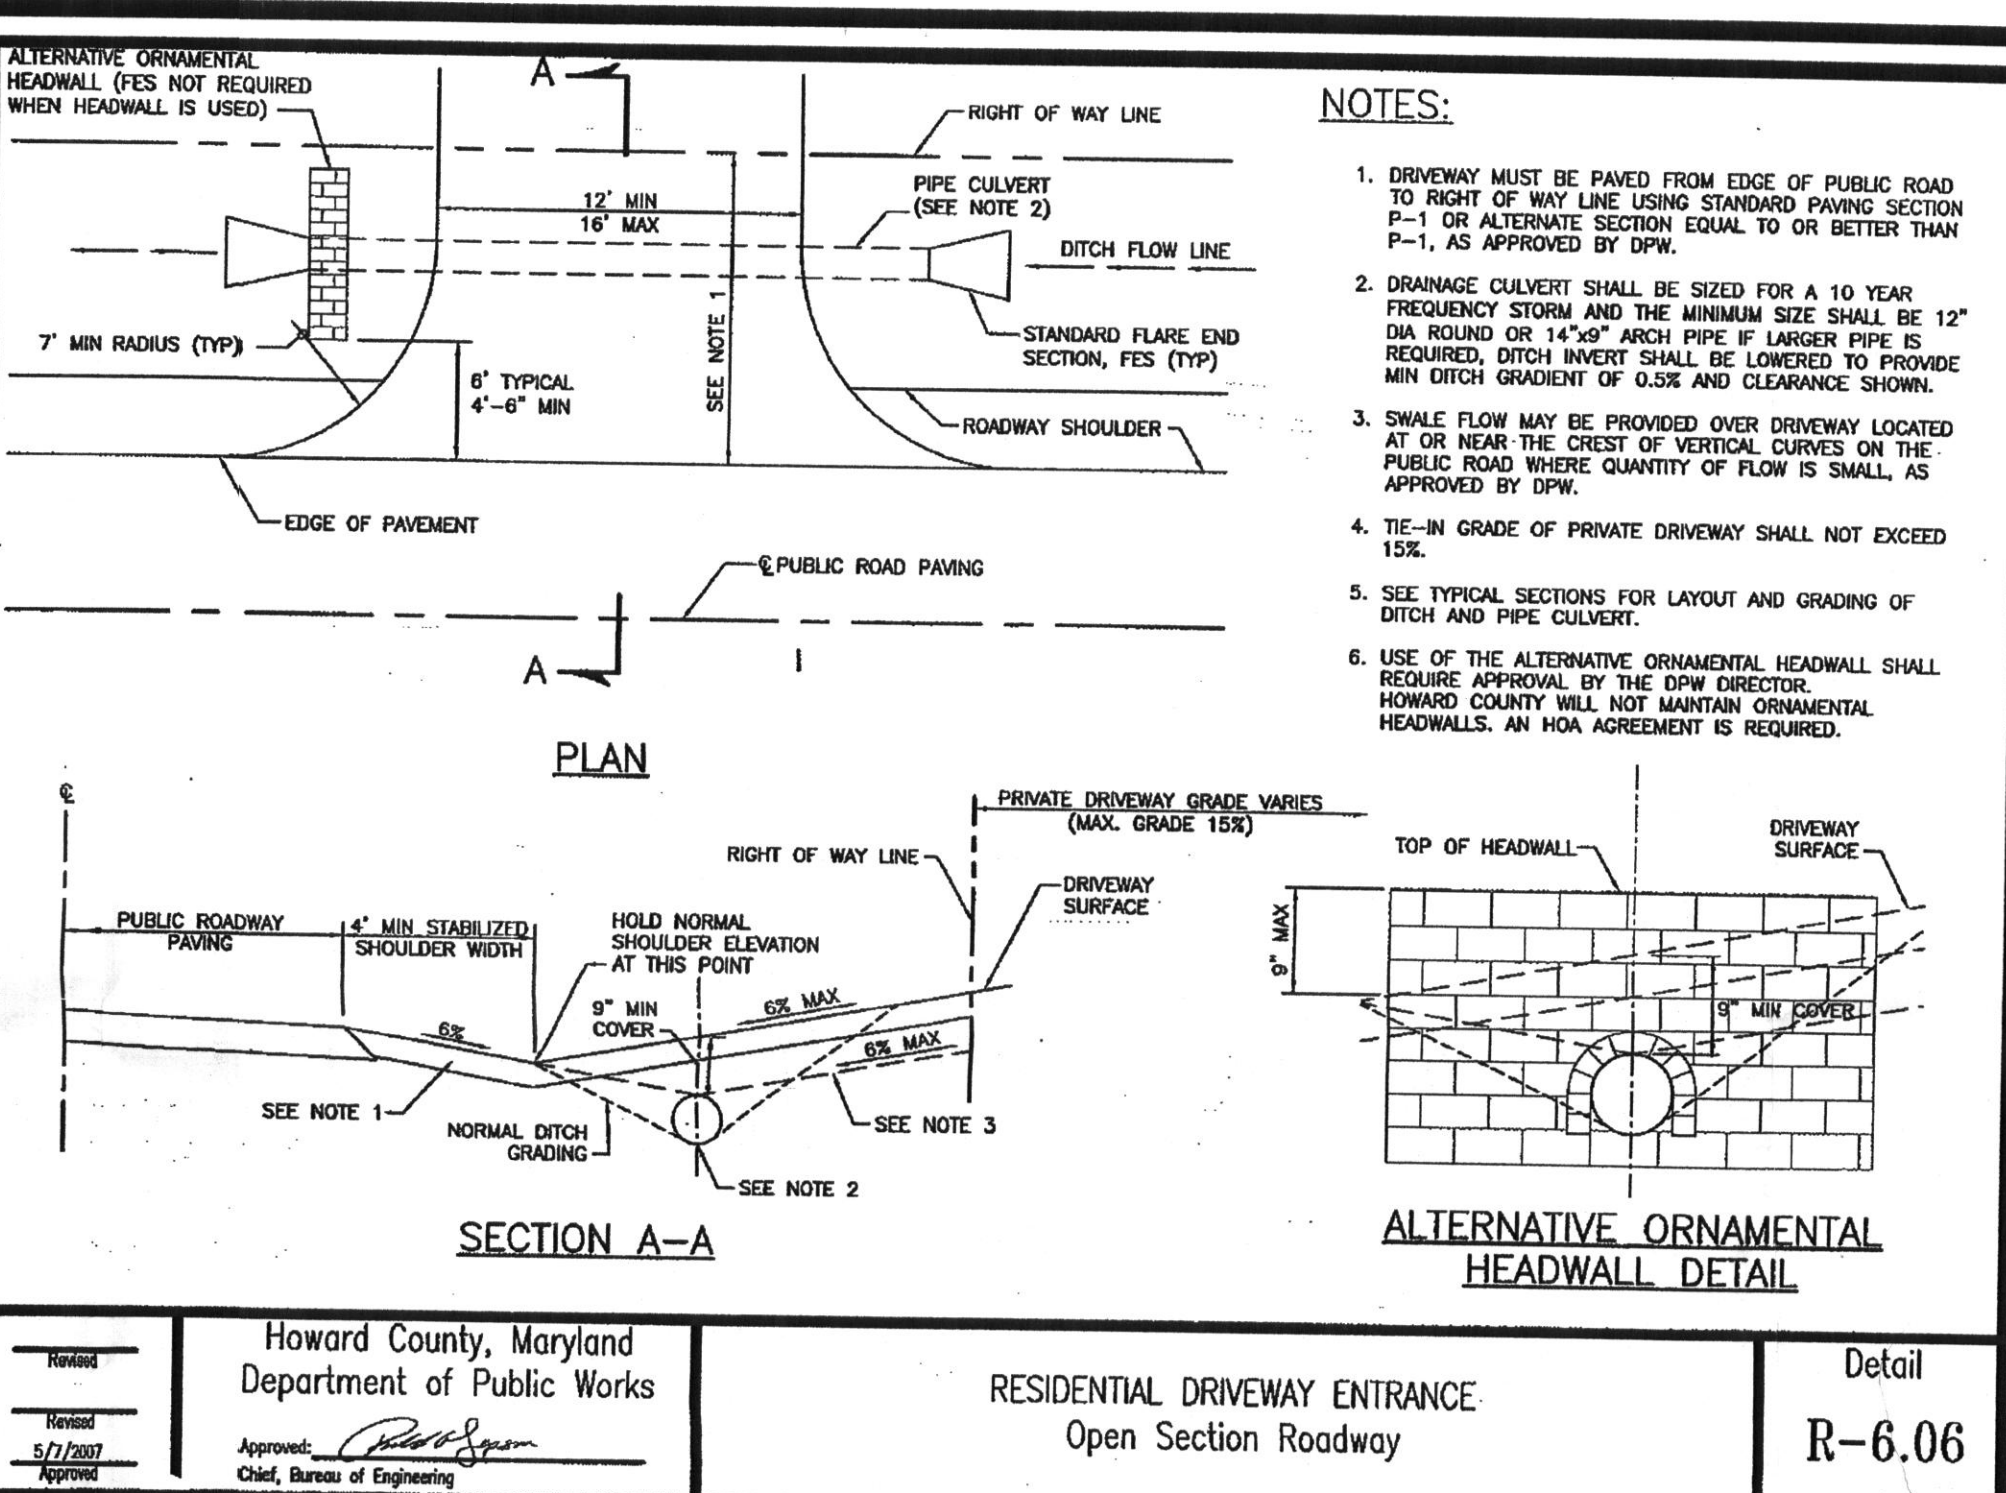 ALTERNATIVE ORNAMENTAL
HEADWALL (FES NOT REQUIRED
WHEN HEADWALL IS USED)
A
RIGHT OF WAY LINE
12' MIN
16' MAX
PIPE CULVERT
(SEE NOTE 2)
DITCH FLOW LINE
SEE NOTE 1
7' MIN RADIUS (TYP)
STANDARD FLARE END
SECTION, FES (TYP)
6' TYPICAL
4'-6" MIN
ROADWAY SHOULDER
EDGE OF PAVEMENT
℄ PUBLIC ROAD PAVING
A
PLAN
NOTES:
1. DRIVEWAY MUST BE PAVED FROM EDGE OF PUBLIC ROAD
TO RIGHT OF WAY LINE USING STANDARD PAVING SECTION
P-1 OR ALTERNATE SECTION EQUAL TO OR BETTER THAN
P-1, AS APPROVED BY DPW.
2. DRAINAGE CULVERT SHALL BE SIZED FOR A 10 YEAR
FREQUENCY STORM AND THE MINIMUM SIZE SHALL BE 12"
DIA ROUND OR 14"x9" ARCH PIPE IF LARGER PIPE IS
REQUIRED, DITCH INVERT SHALL BE LOWERED TO PROVIDE
MIN DITCH GRADIENT OF 0.5% AND CLEARANCE SHOWN.
3. SWALE FLOW MAY BE PROVIDED OVER DRIVEWAY LOCATED
AT OR NEAR THE CREST OF VERTICAL CURVES ON THE
PUBLIC ROAD WHERE QUANTITY OF FLOW IS SMALL, AS
APPROVED BY DPW.
4. TIE-IN GRADE OF PRIVATE DRIVEWAY SHALL NOT EXCEED
15%.
5. SEE TYPICAL SECTIONS FOR LAYOUT AND GRADING OF
DITCH AND PIPE CULVERT.
6. USE OF THE ALTERNATIVE ORNAMENTAL HEADWALL SHALL
REQUIRE APPROVAL BY THE DPW DIRECTOR.
HOWARD COUNTY WILL NOT MAINTAIN ORNAMENTAL
HEADWALLS. AN HOA AGREEMENT IS REQUIRED.
℄
PRIVATE DRIVEWAY GRADE VARIES
(MAX. GRADE 15%)
RIGHT OF WAY LINE
DRIVEWAY
SURFACE
PUBLIC ROADWAY
PAVING
4' MIN STABILIZED
SHOULDER WIDTH
HOLD NORMAL
SHOULDER ELEVATION
AT THIS POINT
9" MIN
COVER
6%
6% MAX
6% MAX
SEE NOTE 1
NORMAL DITCH
GRADING
SEE NOTE 3
SEE NOTE 2
SECTION A-A
TOP OF HEADWALL
DRIVEWAY
SURFACE
9" MAX
9" MIN COVER
ALTERNATIVE ORNAMENTAL
HEADWALL DETAIL
Revised
Revised
5/7/2007
Approved
Howard County, Maryland
Department of Public Works
Approved:
Chief, Bureau of Engineering
RESIDENTIAL DRIVEWAY ENTRANCE
Open Section Roadway
Detail
R-6.06